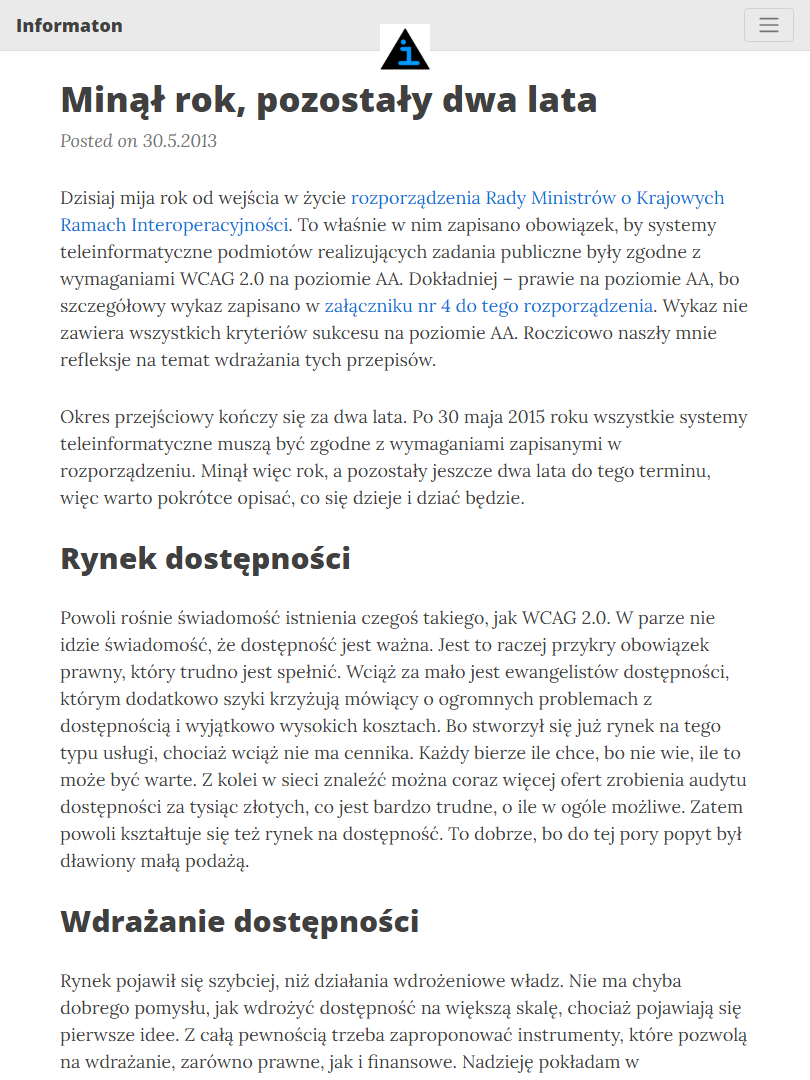 Informaton
i
Minął rok, pozostały dwa lata
Posted on 30.5.2013
Dzisiaj mija rok od wejścia w życie rozporządzenia Rady Ministrów o Krajowych
Ramach Interoperacyjności. To właśnie w nim zapisano obowiązek, by systemy
teleinformatyczne podmiotów realizujących zadania publiczne były zgodne z
wymaganiami WCAG 2.0 na poziomie AA. Dokładniej – prawie na poziomie AA, bo
szczegółowy wykaz zapisano w załączniku nr 4 do tego rozporządzenia. Wykaz nie
zawiera wszystkich kryteriów sukcesu na poziomie AA. Roczicowo naszły mnie
refleksje na temat wdrażania tych przepisów.
Okres przejściowy kończy się za dwa lata. Po 30 maja 2015 roku wszystkie systemy
teleinformatyczne muszą być zgodne z wymaganiami zapisanymi w
rozporządzeniu. Minął więc rok, a pozostały jeszcze dwa lata do tego terminu,
więc warto pokrótce opisać, co się dzieje i dziać będzie.
Rynek dostępności
Powoli rośnie świadomość istnienia czegoś takiego, jak WCAG 2.0. W parze nie
idzie świadomość, że dostępność jest ważna. Jest to raczej przykry obowiązek
prawny, który trudno jest spełnić. Wciąż za mało jest ewangelistów dostępności,
którym dodatkowo szyki krzyżują mówiący o ogromnych problemach z
dostępnością i wyjątkowo wysokich kosztach. Bo stworzył się już rynek na tego
typu usługi, chociaż wciąż nie ma cennika. Każdy bierze ile chce, bo nie wie, ile to
może być warte. Z kolei w sieci znaleźć można coraz więcej ofert zrobienia audytu
dostępności za tysiąc złotych, co jest bardzo trudne, o ile w ogóle możliwe. Zatem
powoli kształtuje się też rynek na dostępność. To dobrze, bo do tej pory popyt był
dławiony małą podażą.
Wdrażanie dostępności
Rynek pojawił się szybciej, niż działania wdrożeniowe władz. Nie ma chyba
dobrego pomysłu, jak wdrożyć dostępność na większą skalę, chociaż pojawiają się
pierwsze idee. Z całą pewnością trzeba zaproponować instrumenty, które pozwolą
na wdrażanie, zarówno prawne, jak i finansowe. Nadzieję pokładam w